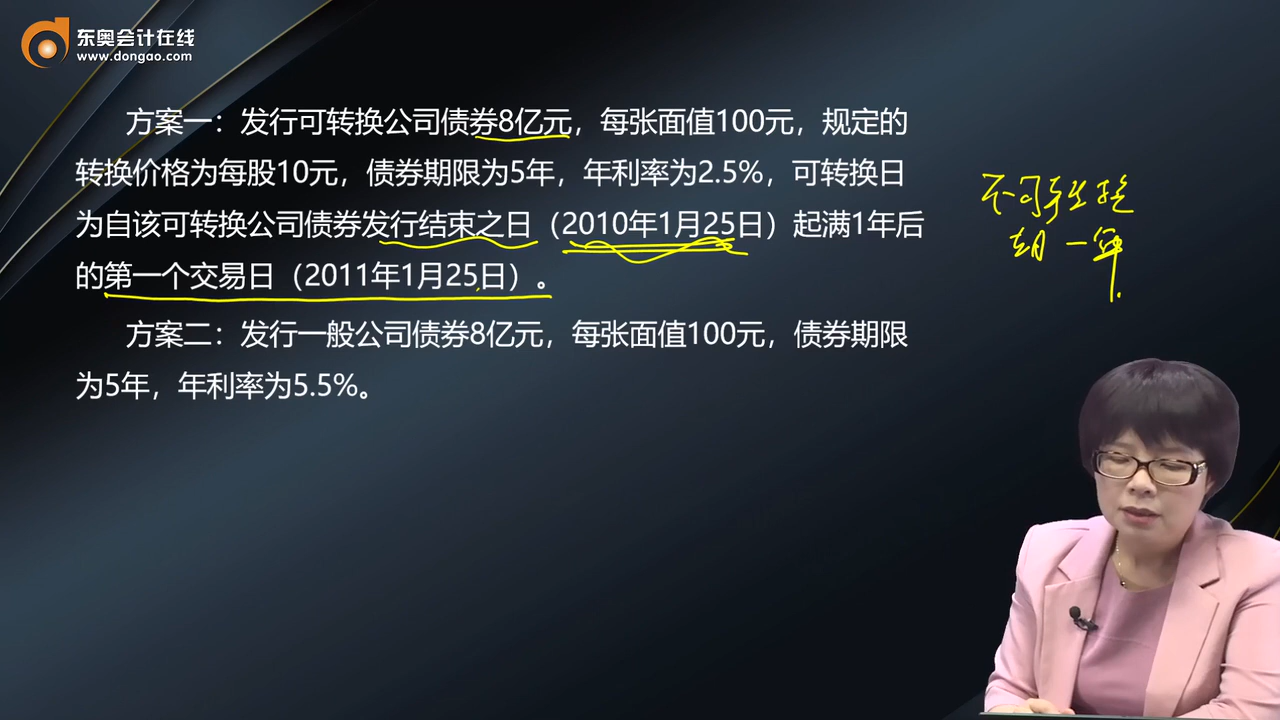 东奥会计在线
www.dongao.com
方案一：发行可转换公司债券8亿元，每张面值100元，规定的
转换价格为每股10元，债券期限为5年，年利率为2.5%，可转换日
为自该可转换公司债券发行结束之日（2010年1月25日）起满1年后
的第一个交易日（2011年1月25日）。
方案二：发行一般公司债券8亿元，每张面值100元，债券期限
为5年，年利率为5.5%。
不可转换
期一年